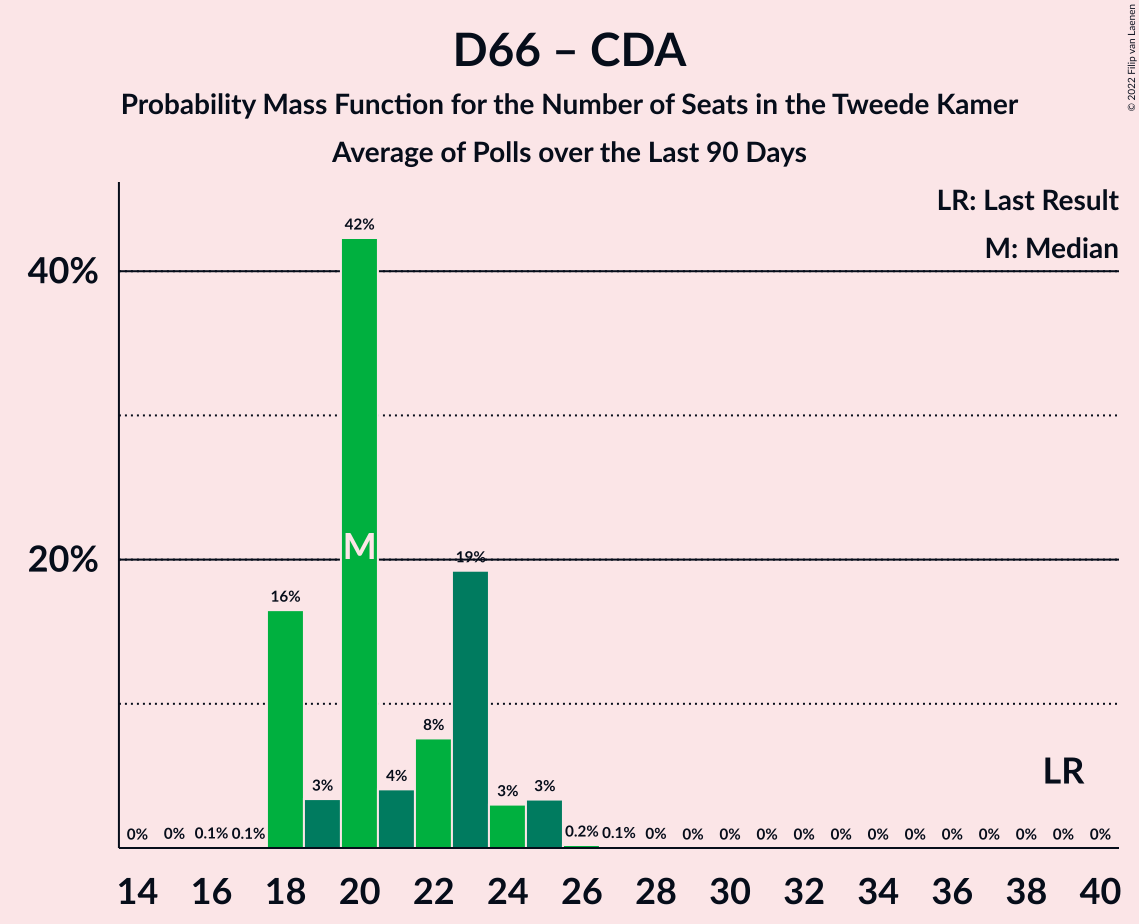 D66 – CDA
Probability Mass Function for the Number of Seats in the Tweede Kamer
Average of Polls over the Last 90 Days
© 2022 Filip van Laenen
LR: Last Result
M: Median
40%
20%
42%
M
19%
16%
8%
4%
3%
3%
3%
LR
0% 0% 0.1% 0.1% 0.2% 0.1% 0% 0% 0% 0% 0% 0% 0% 0% 0% 0% 0% 0% 0%
14 16 18 20 22 24 26 28 30 32 34 36 38 40